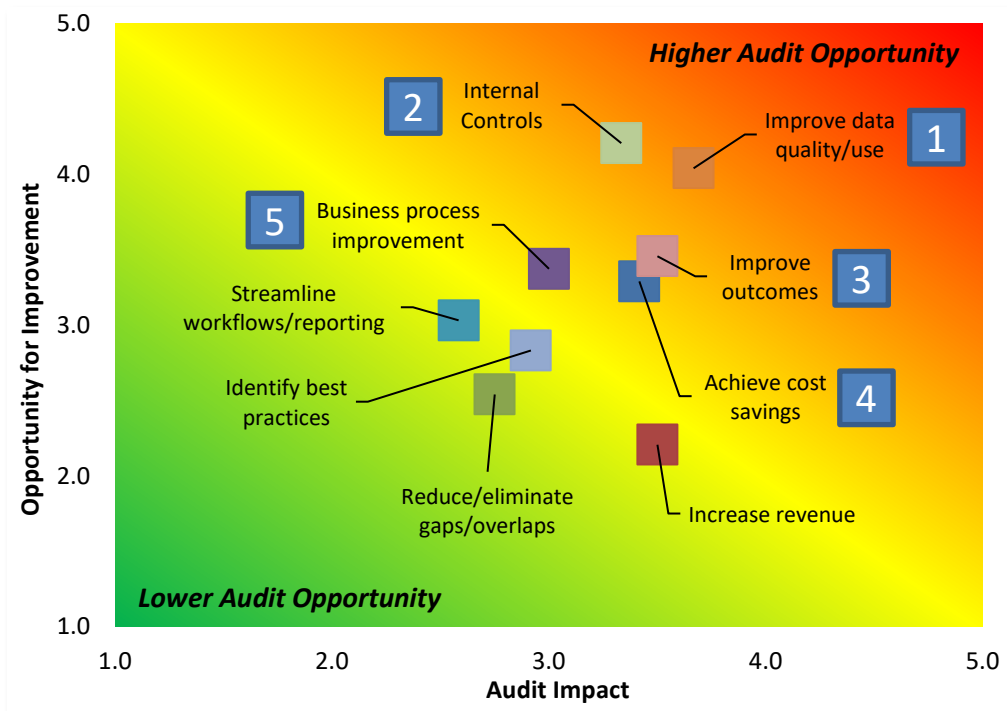 5.0
Higher Audit Opportunity
2
Internal
Controls
Improve data
quality/use
1
4.0
5
Business process
improvement
Improve
outcomes
3
Streamline
workflows/reporting
3.0
Identify best
practices
Achieve cost
savings
4
2.0
Reduce/eliminate
gaps/overlaps
Increase revenue
Lower Audit Opportunity
1.0
Opportunity for Improvement
1.0 2.0 3.0 4.0 5.0
Audit Impact